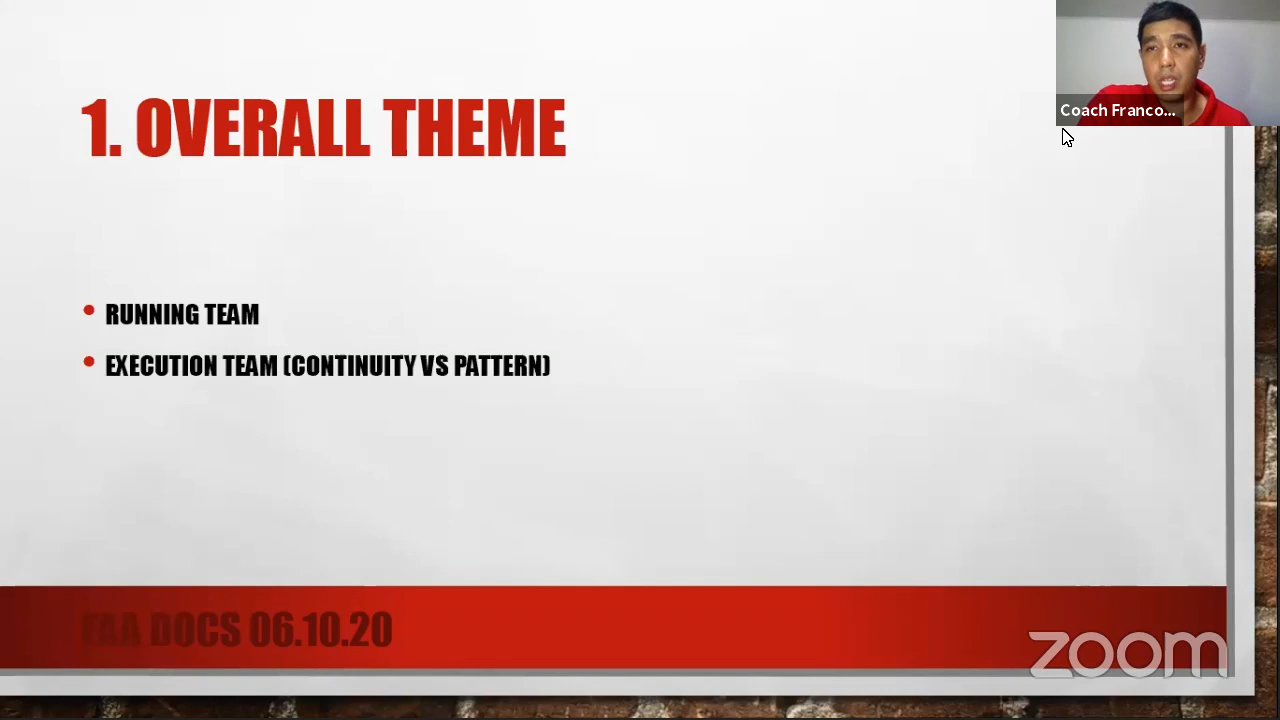 Coach Franco...
1. OVERALL THEME
• RUNNING TEAM
• EXECUTION TEAM (CONTINUITY VS PATTERN)
FAA DOCS 06.10.20
zoom